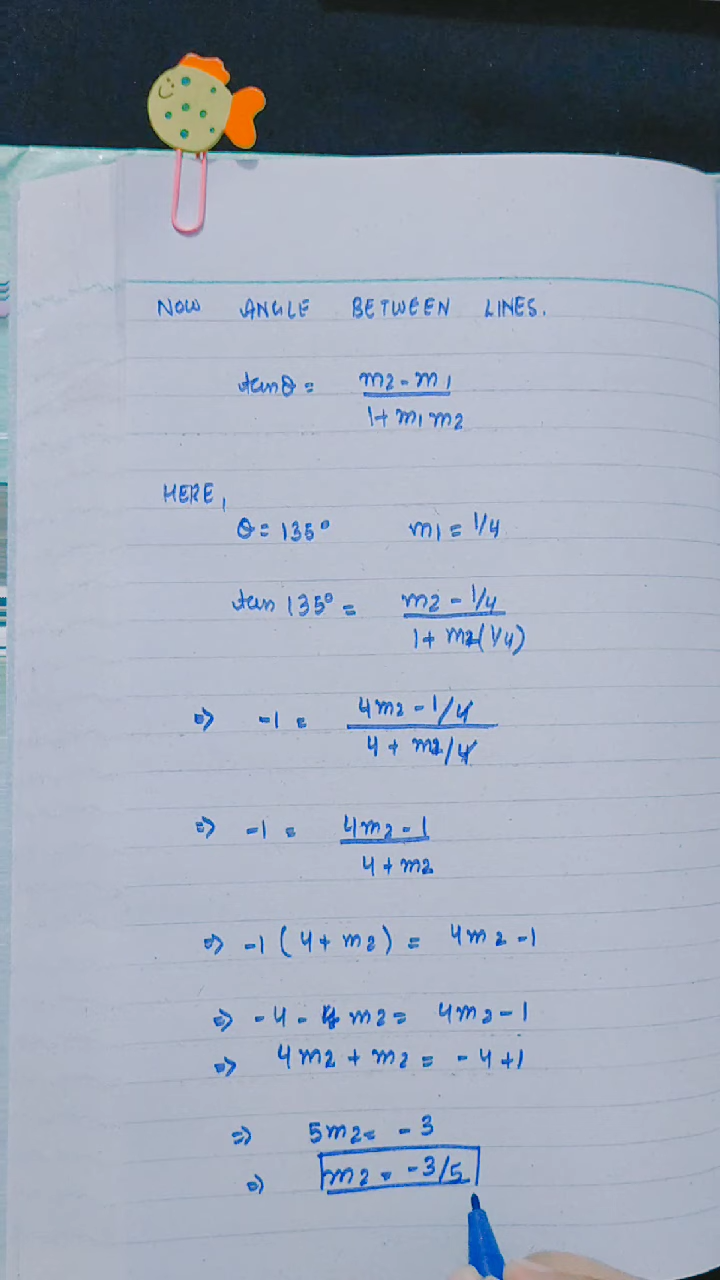 NOW ANGLE BETWEEN LINES.
tanθ = m2 - m1 / 1 + m1 m2
HERE,
θ = 135° m1 = 1/4
tan 135° = m2 - 1/4 / 1 + m2(1/4)
⇒ -1 = 4m2 - 1/4 / 4 + m2/4
⇒ -1 = 4m2 - 1 / 4 + m2
⇒ -1 (4 + m2) = 4m2 - 1
⇒ -4 - m2 = 4m2 - 1
⇒ 4m2 + m2 = -4 + 1
⇒ 5m2 = -3
⇒ m2 = -3/5